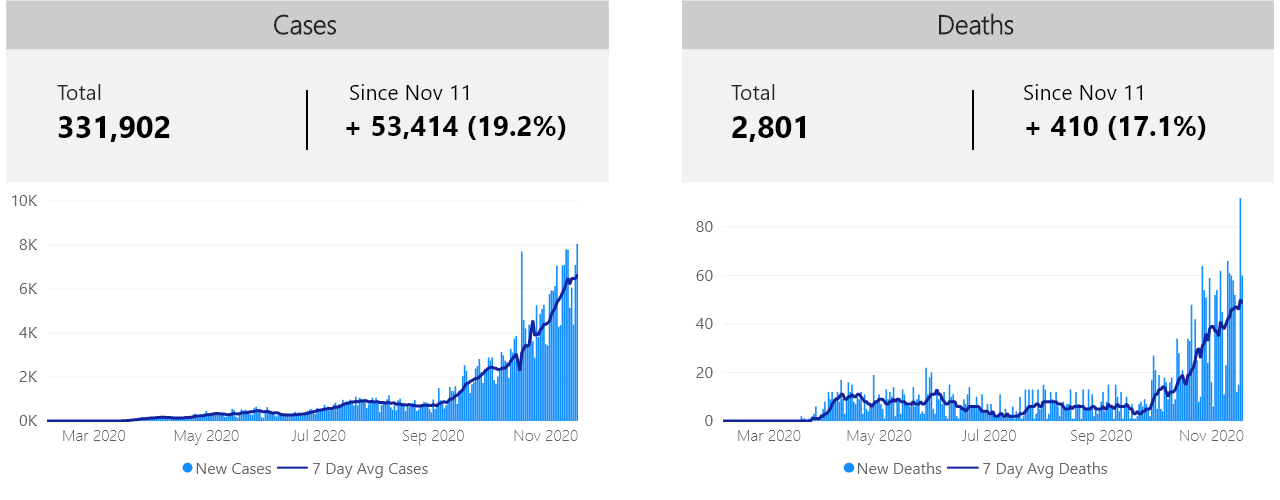 Cases
Total
331,902
Since Nov 11
+ 53,414 (19.2%)
10K
8K
6K
4K
2K
0K
Mar 2020 May 2020 Jul 2020 Sep 2020 Nov 2020
New Cases 7 Day Avg Cases
Deaths
Total
2,801
Since Nov 11
+ 410 (17.1%)
80
60
40
20
0
Mar 2020 May 2020 Jul 2020 Sep 2020 Nov 2020
New Deaths 7 Day Avg Deaths